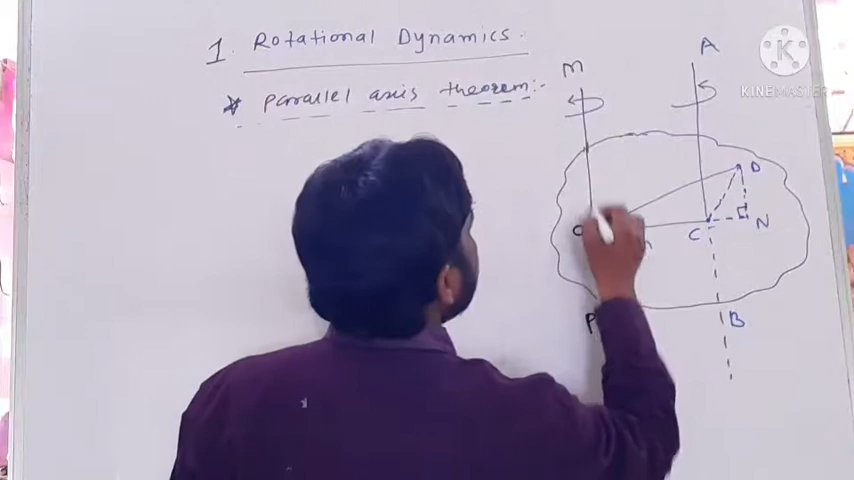 1. Rotational Dynamics.
* parallel axis theorem:-
M
A
K
KINEMASTER
D
O
h
C
N
P
B